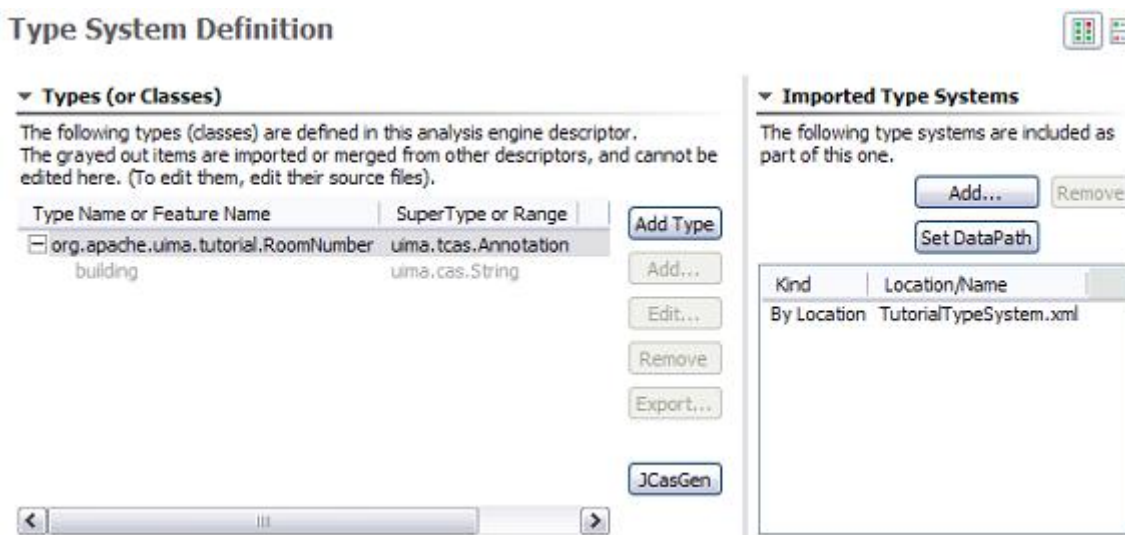 Type System Definition
Types (or Classes)
The following types (classes) are defined in this analysis engine descriptor.
The grayed out items are imported or merged from other descriptors, and cannot be
edited here. (To edit them, edit their source files).
Type Name or Feature Name SuperType or Range
org.apache.uima.tutorial.RoomNumber uima.tcas.Annotation
building uima.cas.String
Add Type
Add...
Edit...
Remove
Export...
JCasGen
Imported Type Systems
The following type systems are included as
part of this one.
Add... Remove
Set DataPath
Kind Location/Name
By Location TutorialTypeSystem.xml